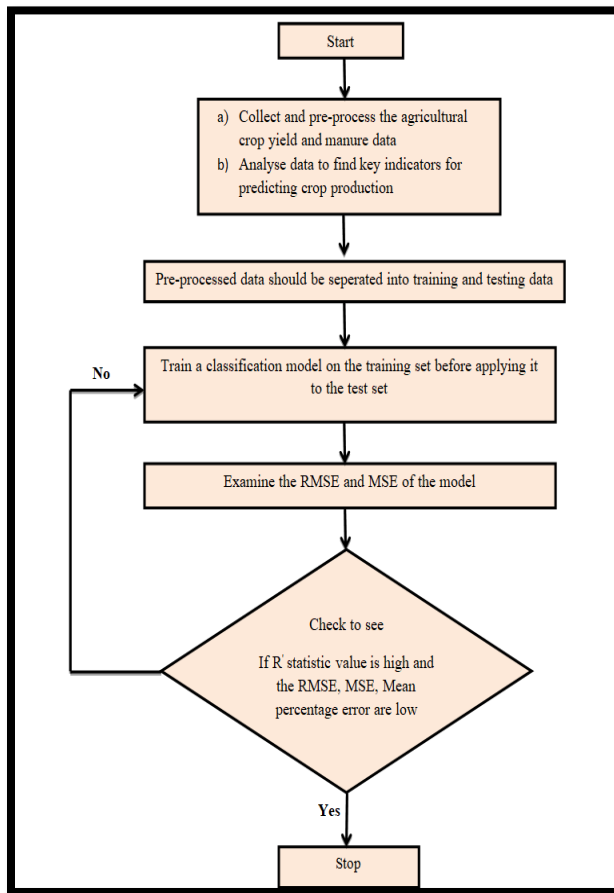 Start
a) Collect and pre-process the agricultural
crop yield and manure data
b) Analyse data to find key indicators for
predicting crop production
Pre-processed data should be seperated into training and testing data
No
Train a classification model on the training set before applying it
to the test set
Examine the RMSE and MSE of the model
Check to see
If R' statistic value is high and
the RMSE, MSE, Mean
percentage error are low
Yes
Stop